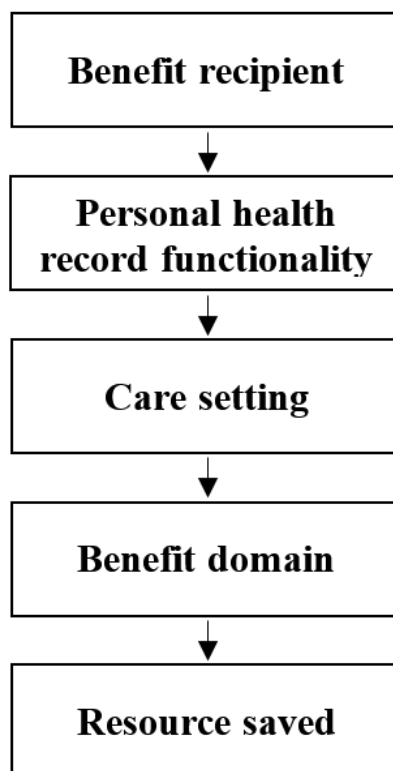 Benefit recipient
Personal health
record functionality
Care setting
Benefit domain
Resource saved